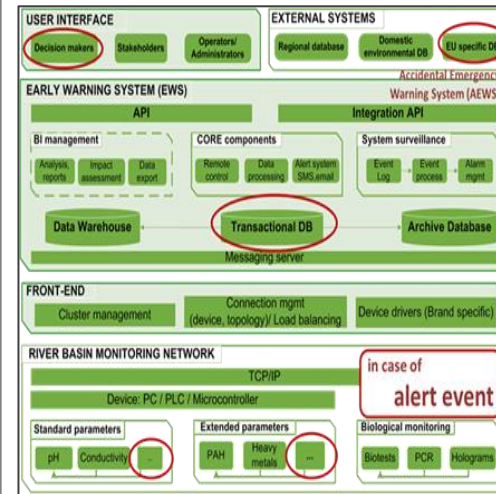 USER INTERFACE
Decision makers
Stakeholders
Operators/
Administrators
EXTERNAL SYSTEMS
Regional database
Domestic
environmental DB
EU specific DB
Accidental Emergency
Warning System (AEWS
EARLY WARNING SYSTEM (EWS)
API
Integration API
BI management
Analysis,
reports
Impact
assessment
Data
export
CORE components
Remote
control
Data
processing
Alert system
SMS,email
System surveillance
Event
Log
Event
process
Alarm
mgmt
Data Warehouse
Transactional DB
Archive Database
Messaging server
FRONT-END
Cluster management
Connection mgmt
(device, topology)/ Load balancing
Device drivers (Brand specific)
RIVER BASIN MONITORING NETWORK
TCP/IP
Device: PC / PLC / Microcontroller
in case of
alert event
Standard parameters
pH
Conductivity
..
Extended parameters
PAH
Heavy
metals
...
Biological monitoring
Biotests
PCR
Holograms